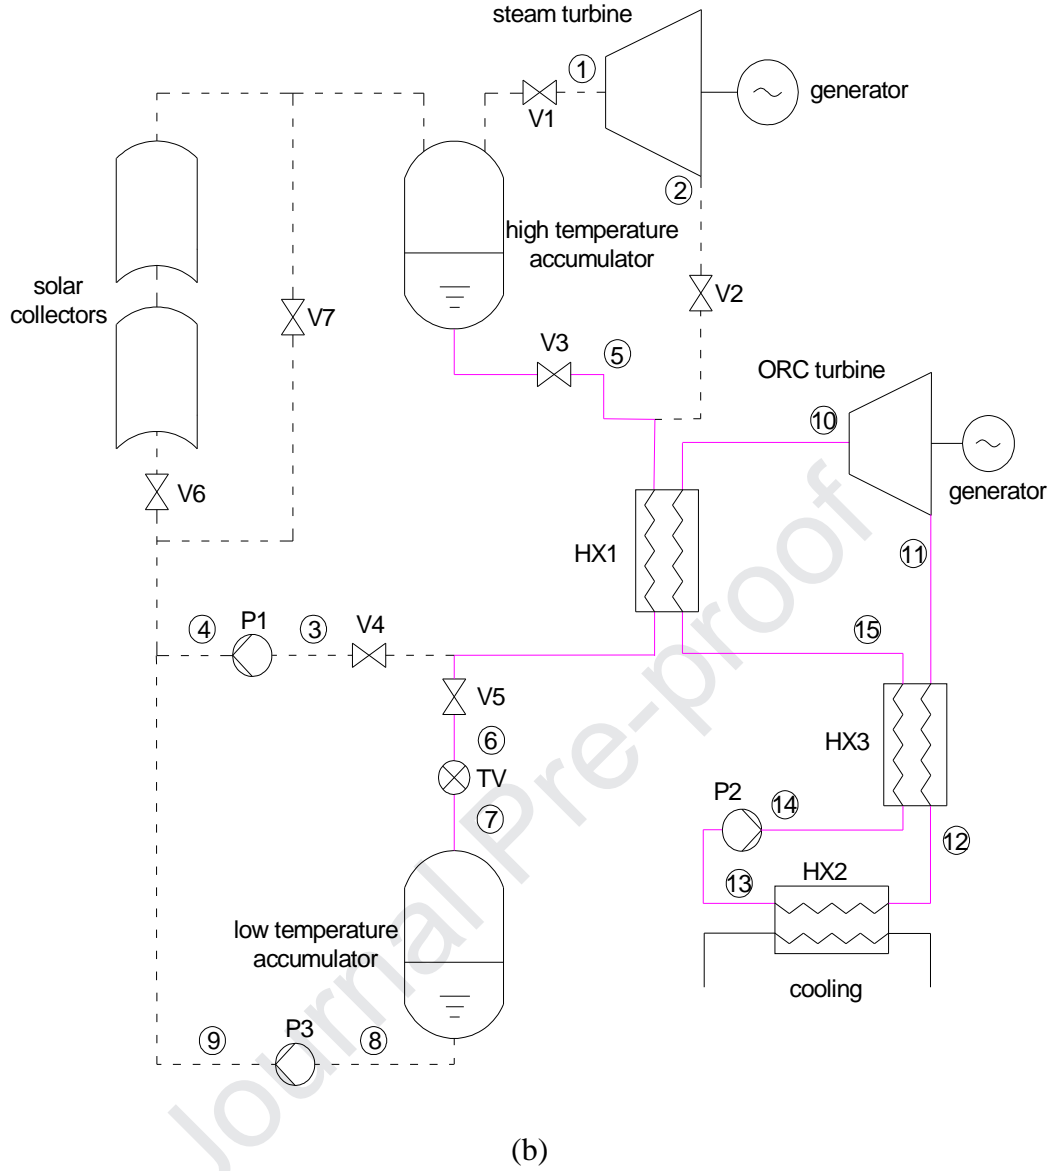 steam turbine
1
generator
V1
2
high temperature
accumulator
V2
solar
collectors
V7
V3
5
ORC turbine
10
V6
generator
HX1
11
P1
V4
4
3
15
V5
6
HX3
TV
P2
14
7
12
HX2
13
low temperature
accumulator
cooling
P3
9
8
Journal Pre-proof
(b)